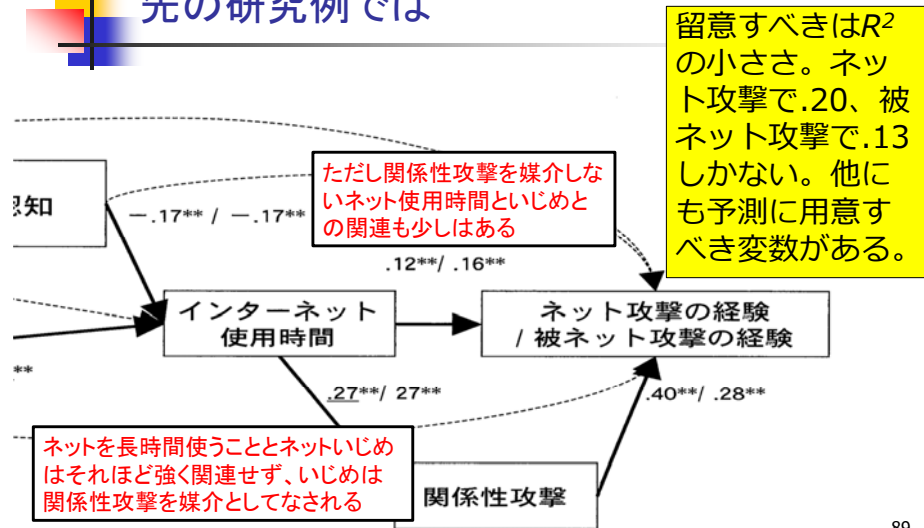 先の研究例では
留意すべきはR²
の小ささ。ネッ
ト攻撃で.20、被
ネット攻撃で.13
しかない。他に
も予測に用意す
べき変数がある。
ただし関係性攻撃を媒介しな
いネット使用時間といじめと
の関連も少しはある
認知
－.17** / －.17**
.12**/ .16**
インターネット
使用時間
ネット攻撃の経験
/ 被ネット攻撃の経験
**
.27**/ 27**
.40**/ .28**
ネットを長時間使うこととネットいじめ
はそれほど強く関連せず、いじめは
関係性攻撃を媒介としてなされる
関係性攻撃
89